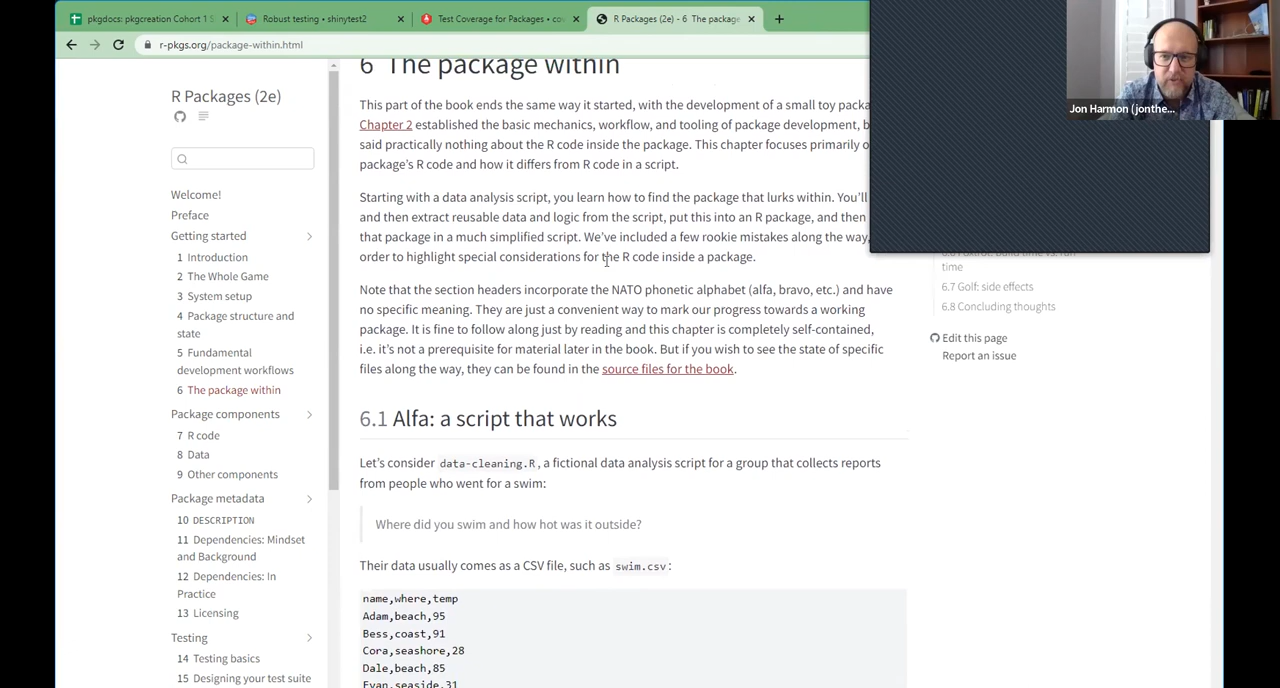 pkgdocs: pkgcreation Cohort 1 S
Robust testing • shinytest2
Test Coverage for Packages • cov
R Packages (2e) - 6 The package
r-pkgs.org/package-within.html
Jon Harmon (jonthe...
R Packages (2e)
Welcome!
Preface
Getting started
1 Introduction
2 The Whole Game
3 System setup
4 Package structure and
state
5 Fundamental
development workflows
6 The package within
Package components
7 R code
8 Data
9 Other components
Package metadata
10 DESCRIPTION
11 Dependencies: Mindset
and Background
12 Dependencies: In
Practice
13 Licensing
Testing
14 Testing basics
15 Designing your test suite
6 The package within
This part of the book ends the same way it started, with the development of a small toy packa
Chapter 2 established the basic mechanics, workflow, and tooling of package development, b
said practically nothing about the R code inside the package. This chapter focuses primarily o
package's R code and how it differs from R code in a script.
Starting with a data analysis script, you learn how to find the package that lurks within. You'll
and then extract reusable data and logic from the script, put this into an R package, and then
that package in a much simplified script. We've included a few rookie mistakes along the way,
order to highlight special considerations for the R code inside a package.
Note that the section headers incorporate the NATO phonetic alphabet (alfa, bravo, etc.) and have
no specific meaning. They are just a convenient way to mark our progress towards a working
package. It is fine to follow along just by reading and this chapter is completely self-contained,
i.e. it's not a prerequisite for material later in the book. But if you wish to see the state of specific
files along the way, they can be found in the source files for the book.
6.1 Alfa: a script that works
Let's consider data-cleaning.R, a fictional data analysis script for a group that collects reports
from people who went for a swim:
Where did you swim and how hot was it outside?
Their data usually comes as a CSV file, such as swim.csv:
name,where,temp
Adam,beach,95
Bess,coast,91
Cora,seashore,28
Dale,beach,85
Evan,seaside,31
time
6.7 Golf: side effects
6.8 Concluding thoughts
Edit this page
Report an issue